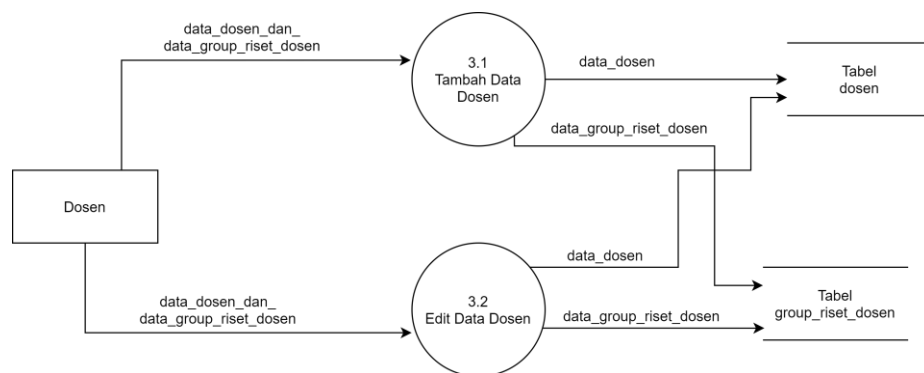 data_dosen_dan_
data_group_riset_dosen
3.1
Tambah Data
Dosen
data_dosen
Tabel
dosen
data_group_riset_dosen
Dosen
data_dosen
data_dosen_dan_
data_group_riset_dosen
3.2
Edit Data Dosen
data_group_riset_dosen
Tabel
group_riset_dosen